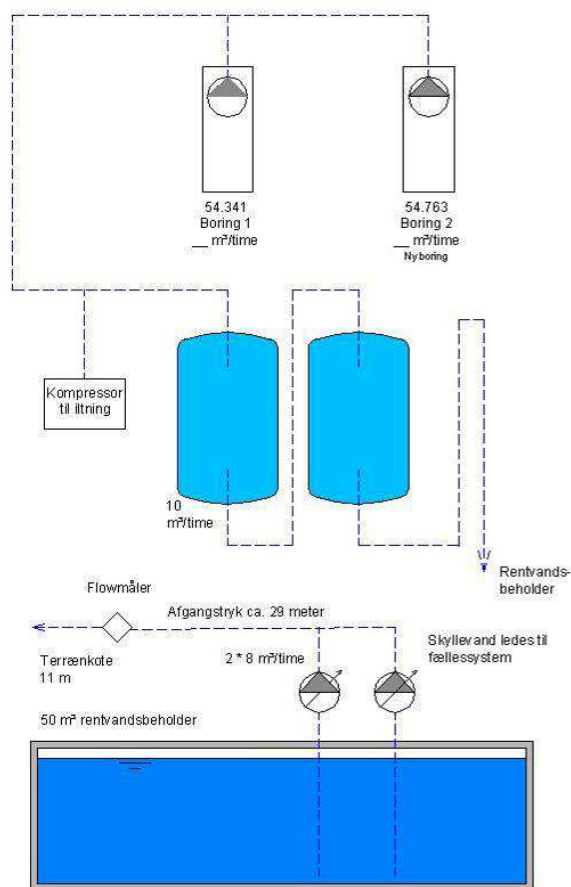 54.341
Boring 1
__ m³/time
54.763
Boring 2
__ m³/time
Ny boring
Kompressor
til iltning
10
m³/time
Rentvands-
beholder
Flowmåler
Afgangstryk ca. 29 meter
Terrænkote
11 m
2 * 8 m³/time
Skyllevand ledes til
fællessystem
50 m³ rentvandsbeholder